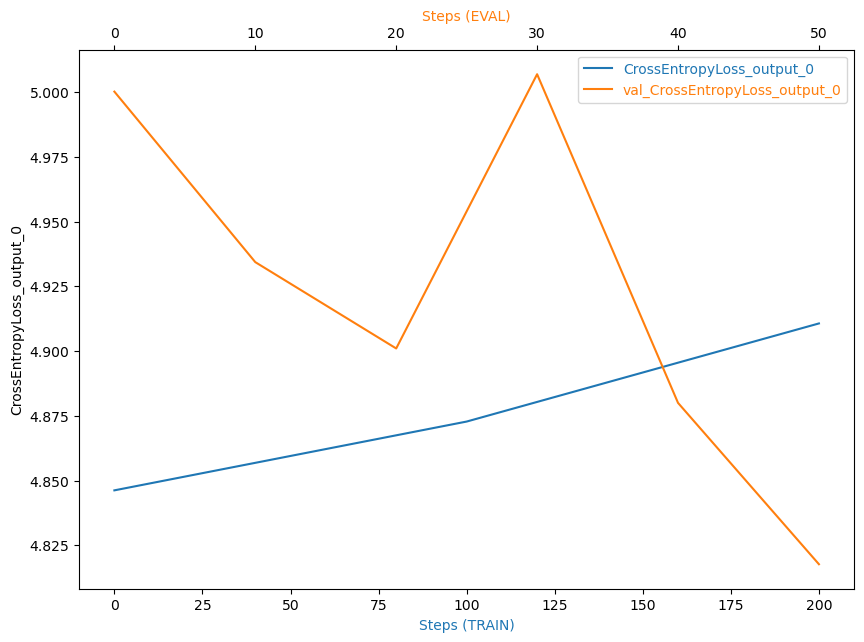 Steps (EVAL)
0 10 20 30 40 50
CrossEntropyLoss_output_0
val_CrossEntropyLoss_output_0
CrossEntropyLoss_output_0
5.000
4.975
4.950
4.925
4.900
4.875
4.850
4.825
0 25 50 75 100 125 150 175 200
Steps (TRAIN)